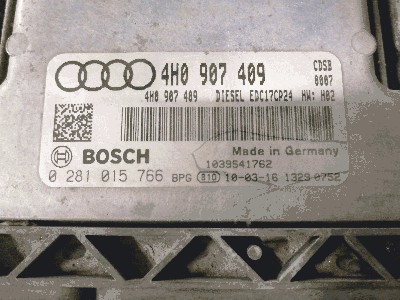 4H0 907 409 CDSB
0007
4H0 907 409 DIESEL EDC17CP24 HW: H02
BOSCH Made in Germany
1039S41762
0 281 015 766 BPG 10-03-16 1329 0752